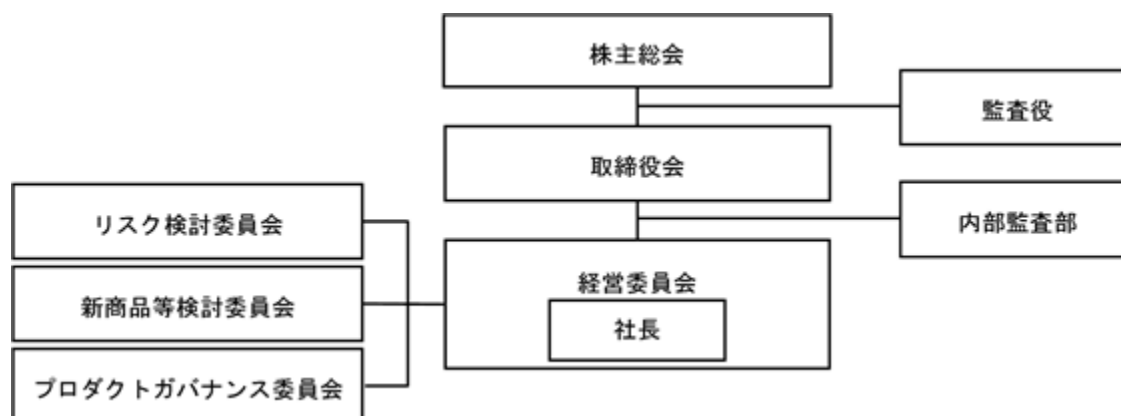 株主総会
監査役
取締役会
リスク検討委員会
内部監査部
経営委員会
新商品等検討委員会
社長
プロダクトガバナンス委員会